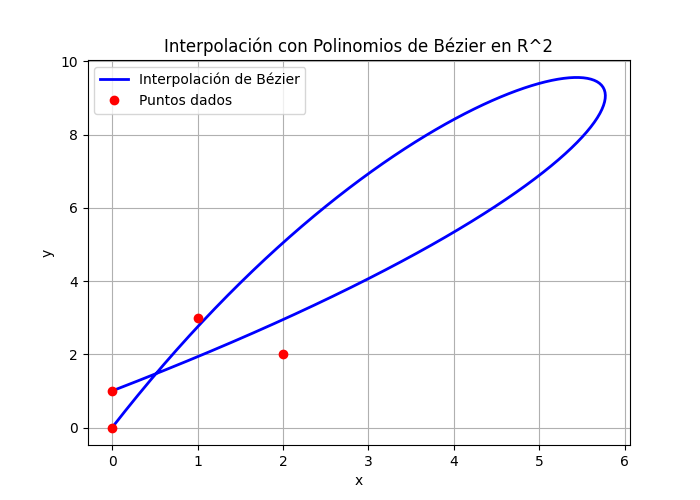 Interpolación con Polinomios de Bézier en R^2
Interpolación de Bézier
Puntos dados
10
8
6
4
2
0
y
0 1 2 3 4 5 6
x